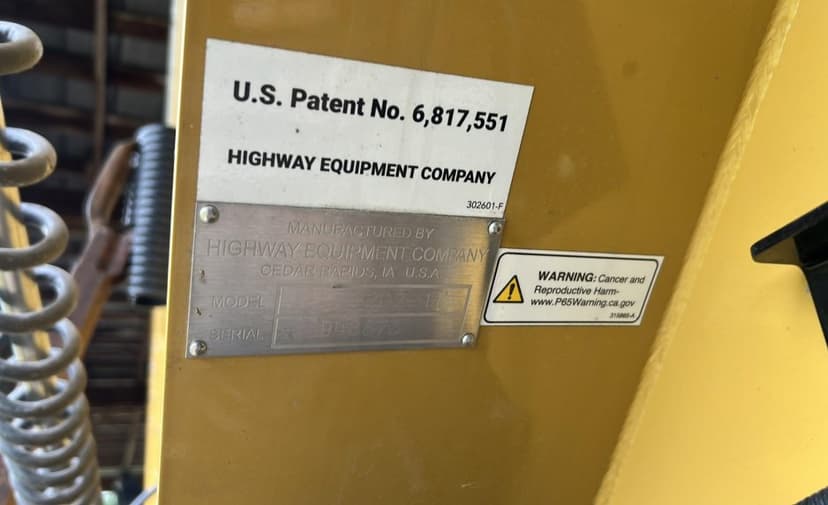 U.S. Patent No. 6,817,551
HIGHWAY EQUIPMENT COMPANY
302601-F
MANUFACTURED BY
HIGHWAY EQUIPMENT COMPANY
CEDAR RAPIDS, IA U.S.A.
MODEL
SERIAL
WARNING: Cancer and
Reproductive Harm-
www.P65Warning.ca.gov